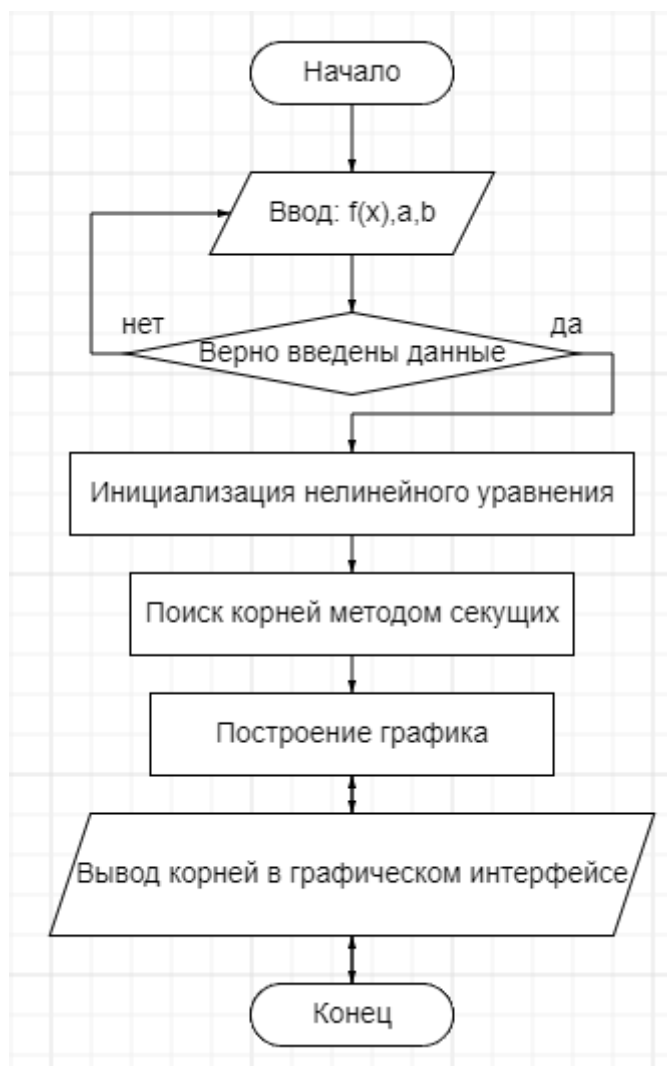 Начало
Ввод: f(x),a,b
нет
да
Верно введены данные
Инициализация нелинейного уравнения
Поиск корней методом секущих
Построение графика
Вывод корней в графическом интерфейсе
Конец